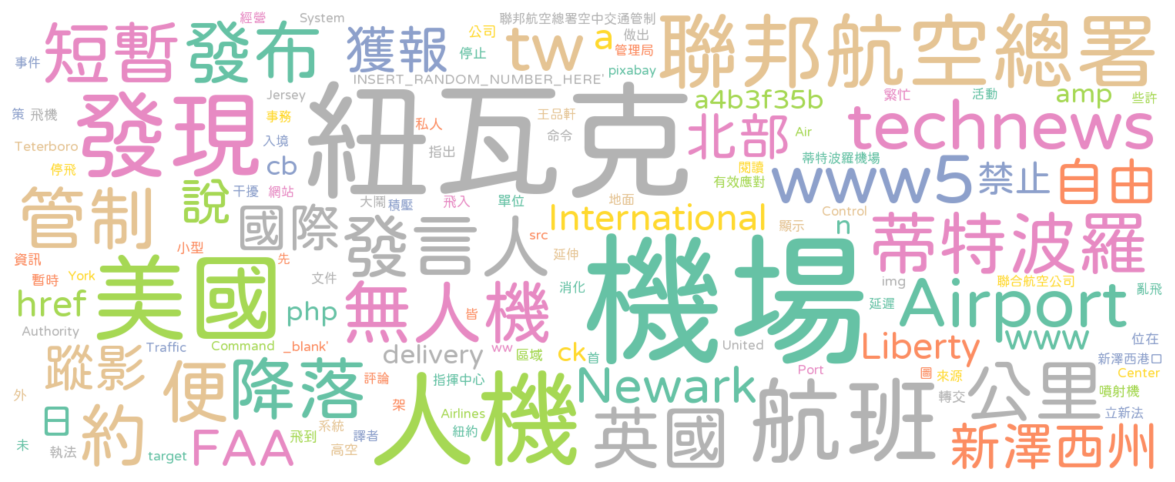 經營 System 聯邦航空總署空中交通管制
短暫 發布 獲報 公司 tw a 做出 聯邦航空總署
事件 停止 管理局
pixabay
INSERT_RANDOM_NUMBER_HERE'
Jersey a4b3f35b 緊忙 活動 amp 些許
策 飛機 發現 事務 紐瓦克 私人 王品軒 北部 technews
Teterboro 入境 指出 命令 Air
停飛 cb 閱讀 蒂特波羅機場
管制 說 干擾 網站 大鬧 積壓 飛入 單位 有效應對 www5 禁止 自由
國際 發言人 International 地面 Control n 蒂特波羅
小型 src 顯示
資訊 先 延伸
暫時 York 美國 文件 消化 機場 img 聯合航空公司
href php 無人機 皆 延遲 Airport 亂飛
Authority _blank' delivery ck www
Traffic Command ww 區域 首 United Liberty 位在
蹤影 便 降落 評論 指揮中心 Newark Port 圖 來源 新澤西港口 Center
外 架 人機 轉交 公里 噴射機
日 約 Airlines 英國 航班 立新法
未 系統 紐約
執法 FAA 飛到 譯者 新澤西州
target 高空